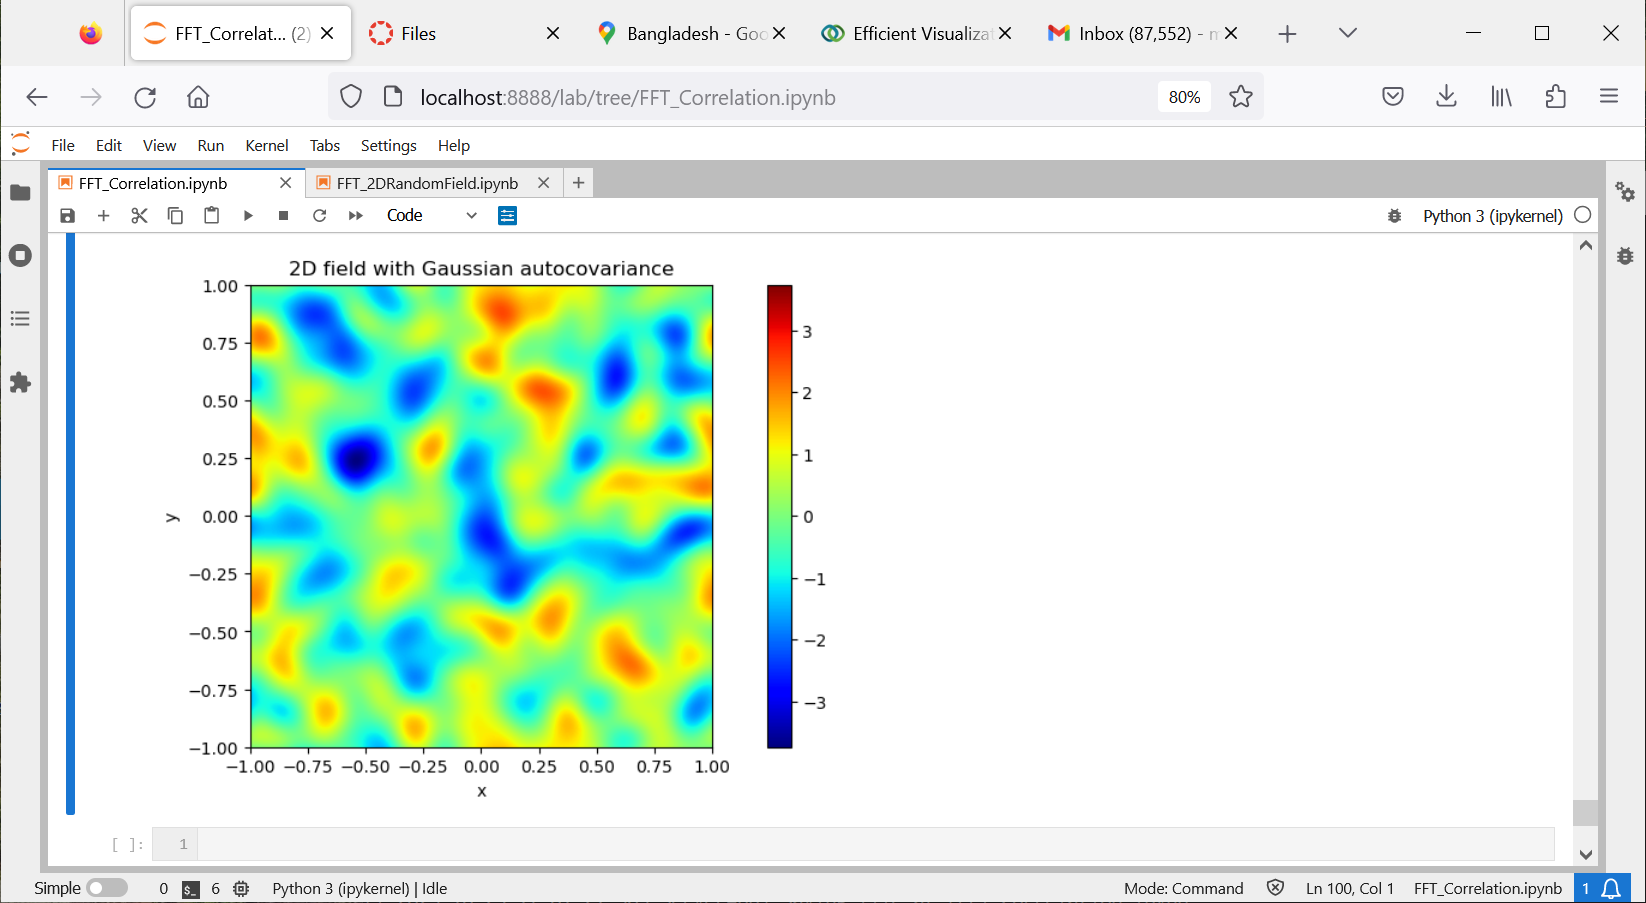 FFT_Correlat... (2)
Files
Bangladesh - Goo
Efficient Visualizat
Inbox (87,552) - m
localhost:8888/lab/tree/FFT_Correlation.ipynb
80%
File Edit View Run Kernel Tabs Settings Help
FFT_Correlation.ipynb
FFT_2DRandomField.ipynb
Code
Python 3 (ipykernel)
2D field with Gaussian autocovariance
1.00
0.75
0.50
0.25
0.00
−0.25
−0.50
−0.75
−1.00
y
−1.00 −0.75 −0.50 −0.25 0.00 0.25 0.50 0.75 1.00
x
3
2
1
0
−1
−2
−3
[ ]: 1
Simple 0 $_ 6 Python 3 (ipykernel) | Idle
Mode: Command Ln 100, Col 1 FFT_Correlation.ipynb 1